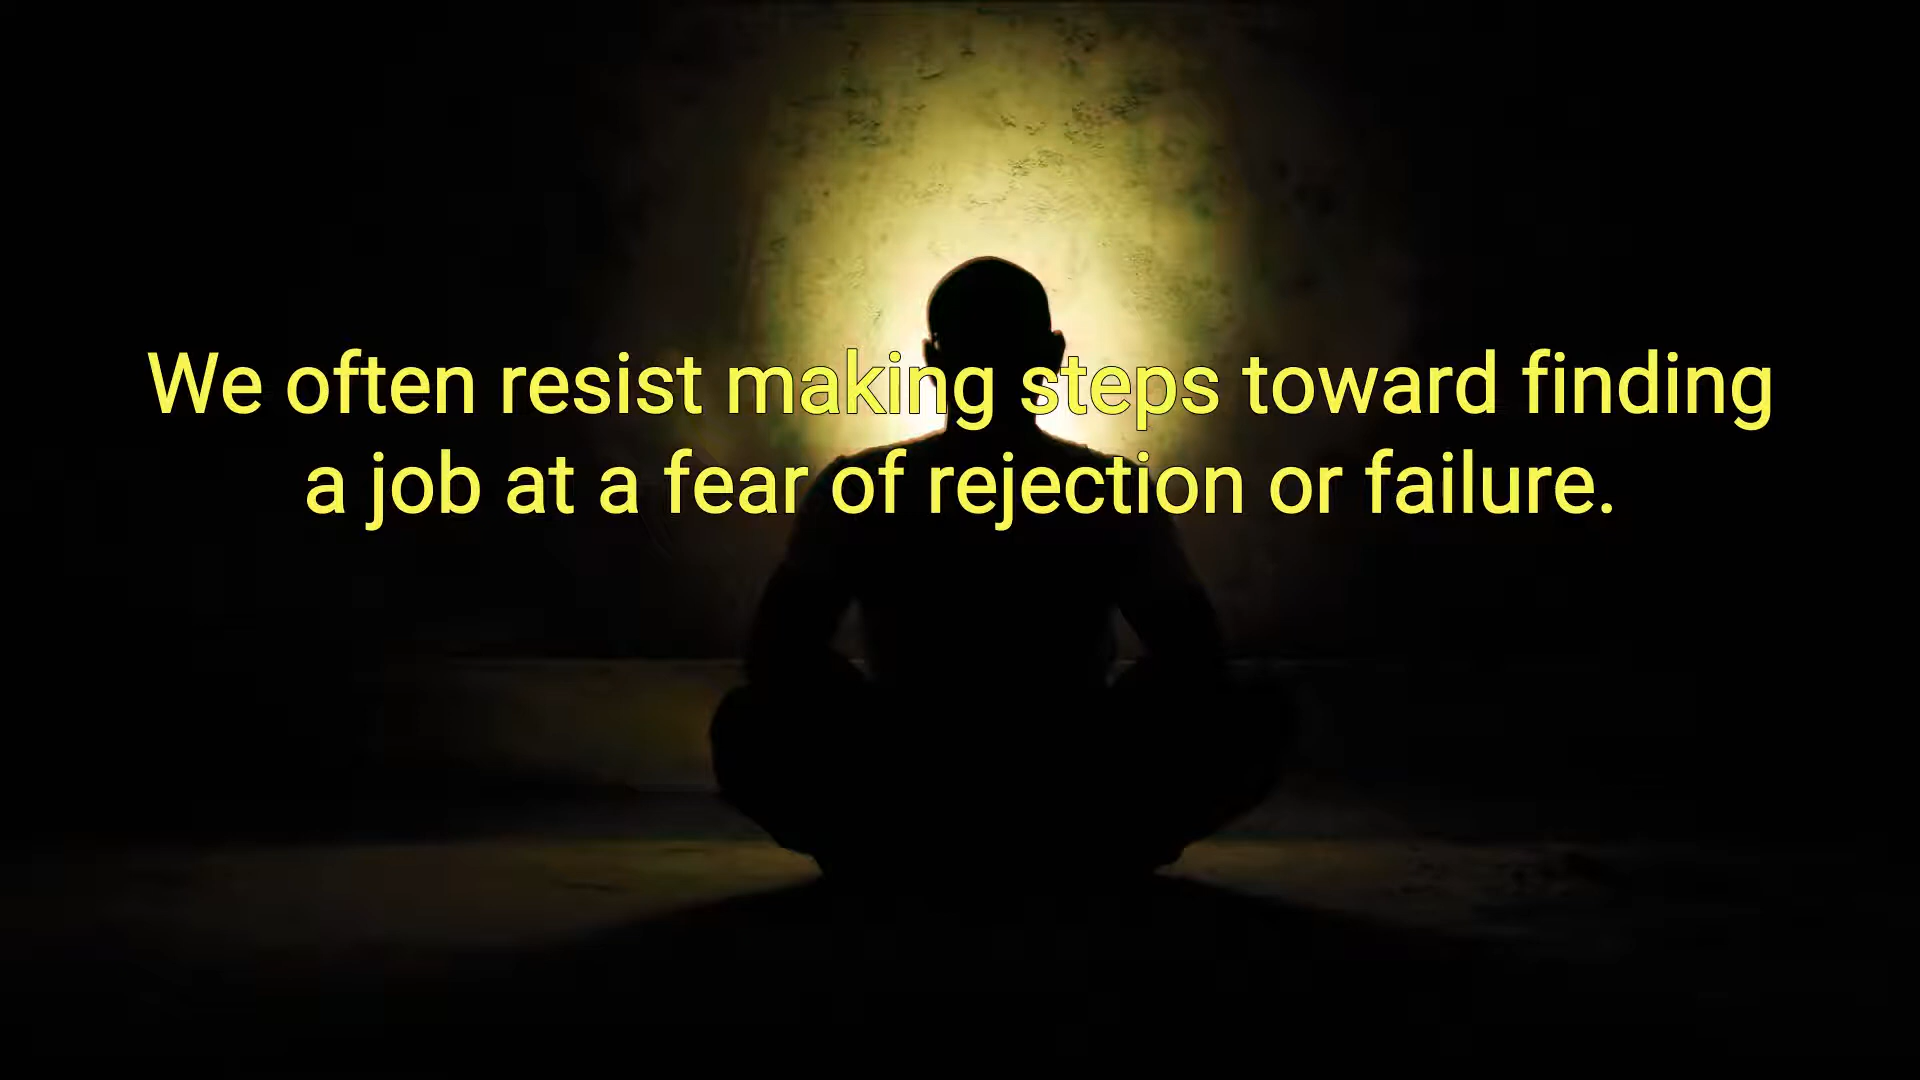 We often resist making steps toward finding
a job at a fear of rejection or failure.